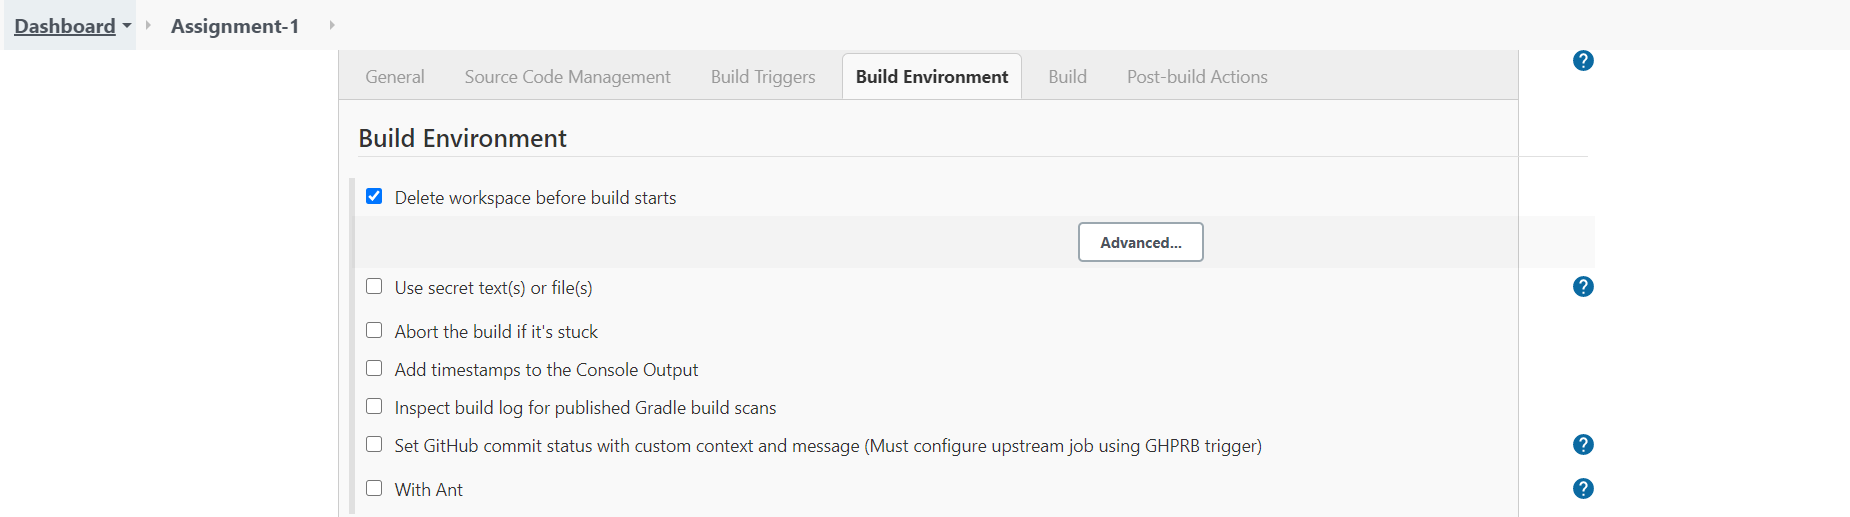 Dashboard Assignment-1
General Source Code Management Build Triggers Build Environment Build Post-build Actions
?
Build Environment
Delete workspace before build starts
Advanced...
Use secret text(s) or file(s) ?
Abort the build if it's stuck
Add timestamps to the Console Output
Inspect build log for published Gradle build scans
Set GitHub commit status with custom context and message (Must configure upstream job using GHPRB trigger) ?
With Ant ?